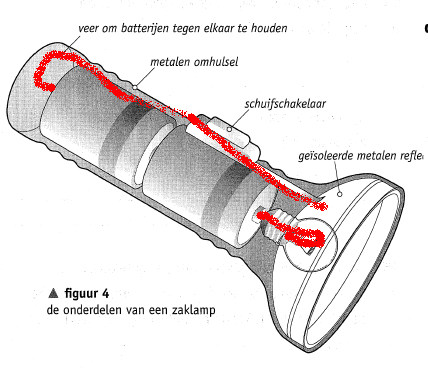 veer om batterijen tegen elkaar te houden
metalen omhulsel
schuifschakelaar
geïsoleerde metalen refle
▲ figuur 4
de onderdelen van een zaklamp